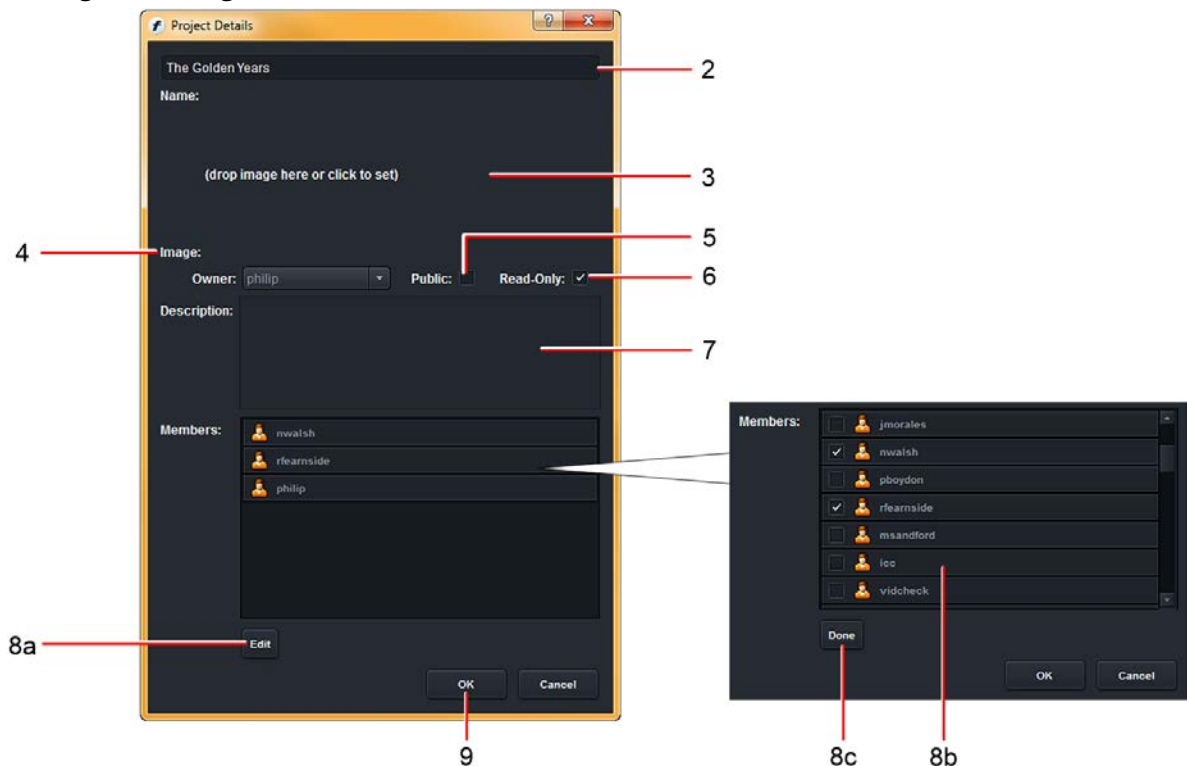 Project Details
?
X
The Golden Years
2
Name:
(drop image here or click to set)
3
5
4
Image:
Owner: philip Public: Read-Only:
6
Description:
7
Members:
nwalsh
rfearnside
philip
Edit
8a
OK Cancel
9
Members:
jmorales
nwalsh
pboydon
rfearnside
msandford
icc
vidcheck
Done
OK Cancel
8c
8b